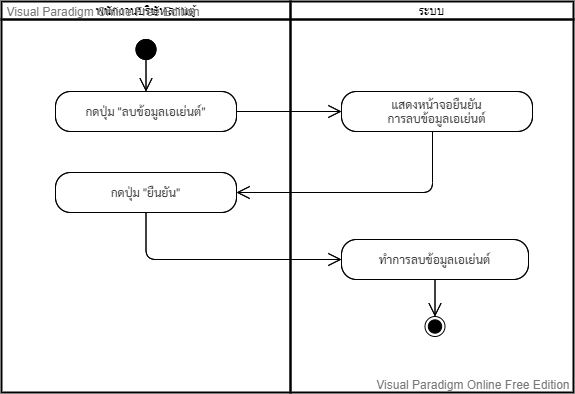 Visual Paradigm Online Free Edition
ระบบ
กดปุ่ม "ลบข้อมูลเอเย่นต์"
แสดงหน้าจอยืนยัน
การลบข้อมูลเอเย่นต์
กดปุ่ม "ยืนยัน"
ทำการลบข้อมูลเอเย่นต์
Visual Paradigm Online Free Edition